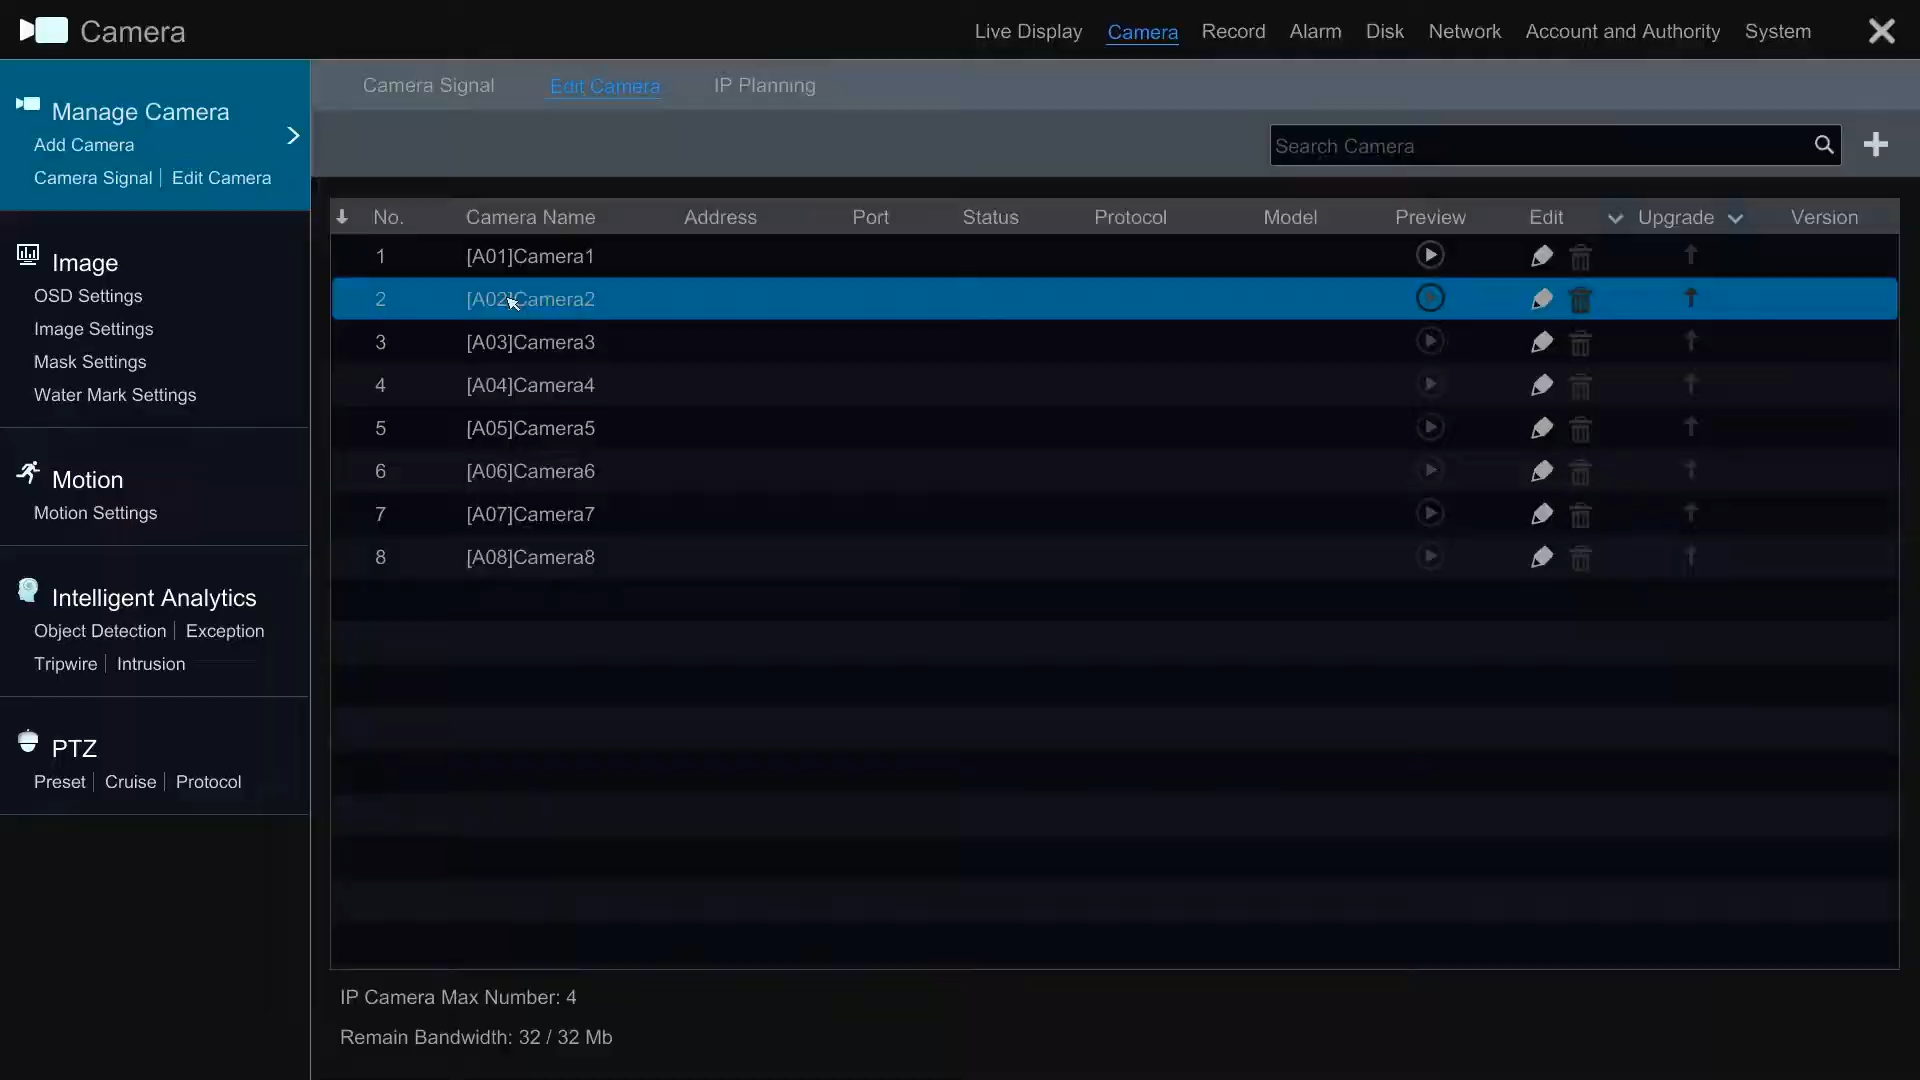 Camera
Live Display Camera Record Alarm Disk Network Account and Authority System
Camera Signal Edit Camera IP Planning
Search Camera
Manage Camera
Add Camera
Camera Signal | Edit Camera
Image
OSD Settings
Image Settings
Mask Settings
Water Mark Settings
Motion
Motion Settings
Intelligent Analytics
Object Detection | Exception
Tripwire | Intrusion
PTZ
Preset | Cruise | Protocol
No. Camera Name Address Port Status Protocol Model Preview Edit Upgrade Version
1 [A01]Camera1
2 [A02]Camera2
3 [A03]Camera3
4 [A04]Camera4
5 [A05]Camera5
6 [A06]Camera6
7 [A07]Camera7
8 [A08]Camera8
IP Camera Max Number: 4
Remain Bandwidth: 32 / 32 Mb